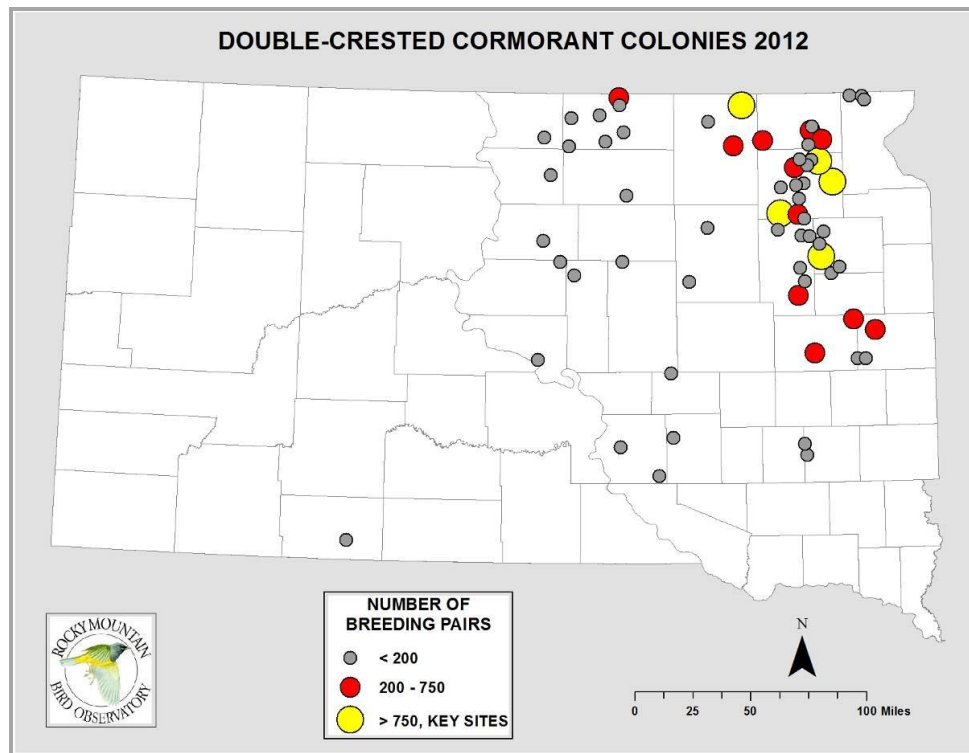 DOUBLE-CRESTED CORMORANT COLONIES 2012
ROCKY MOUNTAIN
BIRD OBSERVATORY
NUMBER OF
BREEDING PAIRS
< 200
200 - 750
> 750, KEY SITES
N
0 25 50 100 Miles